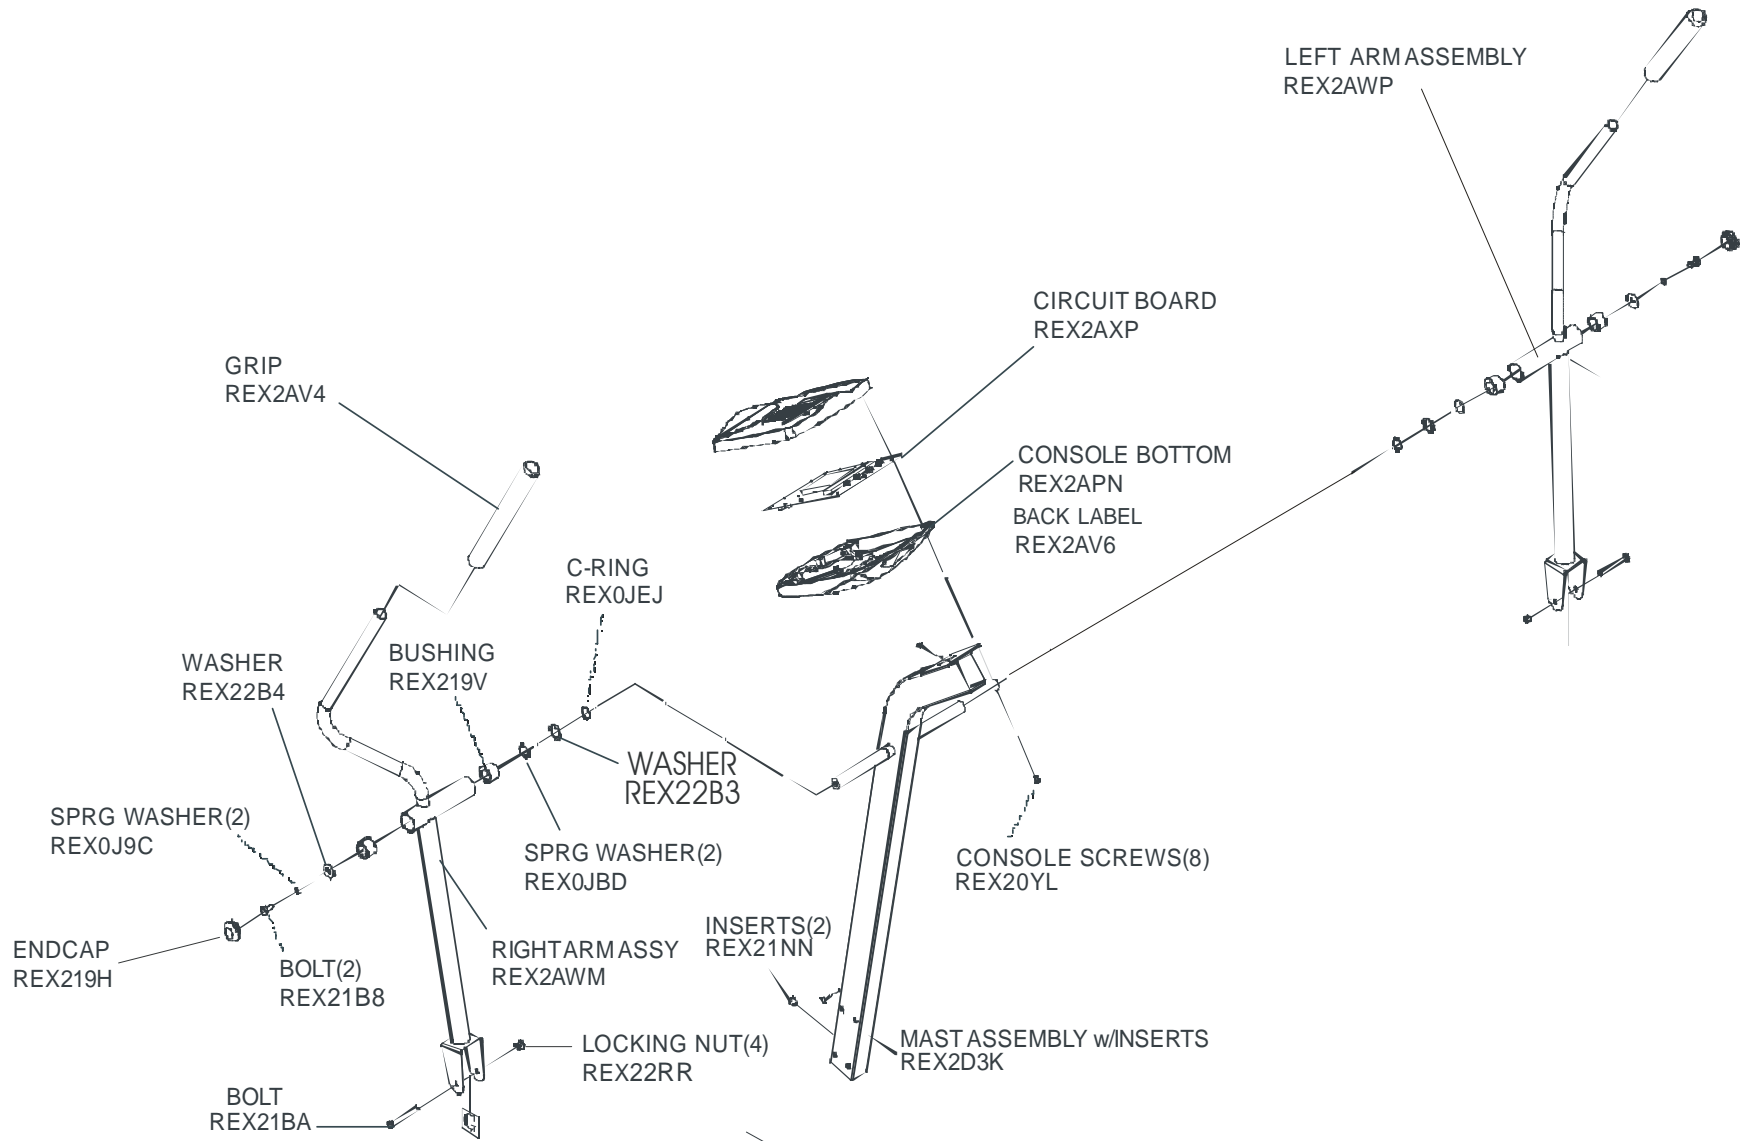 LEFT ARM ASSEMBLY
REX2AWP
CIRCUIT BOARD
REX2AXP
GRIP
REX2AV4
CONSOLE BOTTOM
REX2APN
BACK LABEL
REX2AV6
C-RING
REX0JEJ
BUSHING
REX219V
WASHER
REX22B4
WASHER
REX22B3
SPRG WASHER(2)
REX0J9C
SPRG WASHER(2)
REX0JBD
CONSOLE SCREWS(8)
REX20YL
INSERTS(2)
REX21NN
ENDCAP
REX219H
BOLT(2)
REX21B8
RIGHT ARM ASSY
REX2AWM
LOCKING NUT(4)
REX22RR
MAST ASSEMBLY w/INSERTS
REX2D3K
BOLT
REX21BA